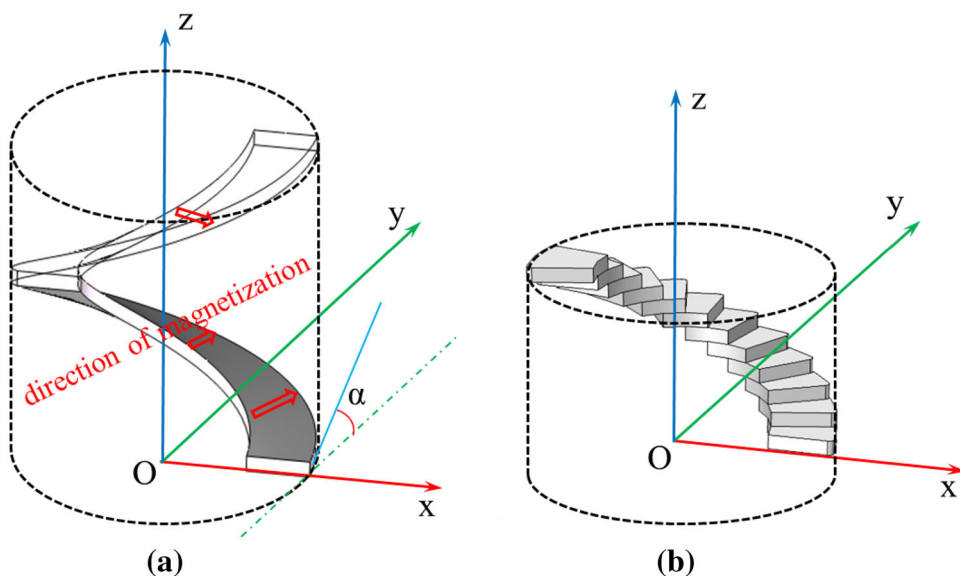 z
y
direction of magnetization
α
O
x
(a)
z
y
O
x
(b)